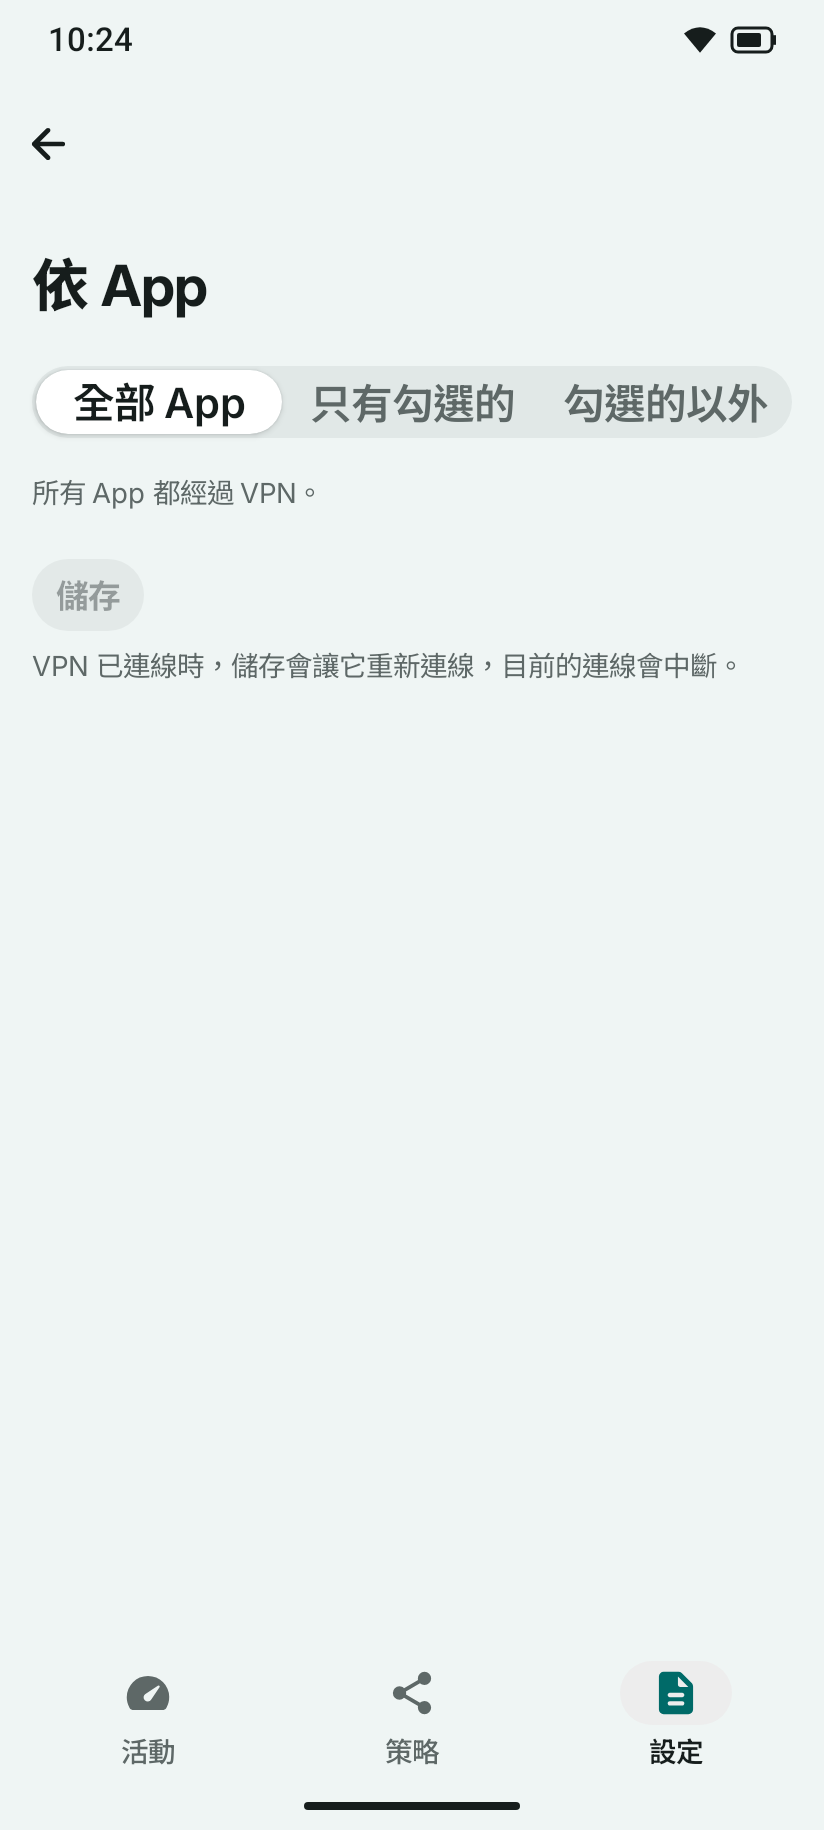 10:24
依 App
全部 App 只有勾選的 勾選的以外
所有 App 都經過 VPN。
儲存
VPN 已連線時，儲存會讓它重新連線，目前的連線會中斷。
活動 策略 設定